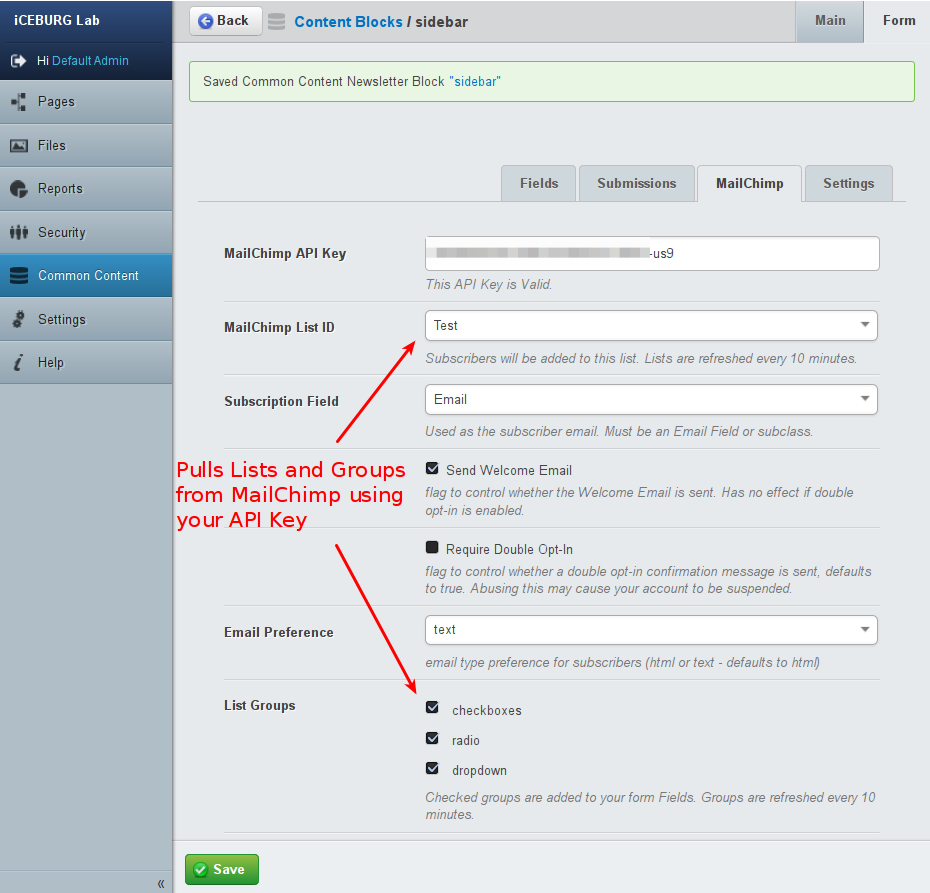 iCEBURG Lab
Back
Content Blocks / sidebar
Main
Form
Hi Default Admin
Pages
Files
Reports
Security
Common Content
Settings
Help
«
Saved Common Content Newsletter Block "sidebar"
Fields
Submissions
MailChimp
Settings
MailChimp API Key
-us9
This API Key is Valid.
MailChimp List ID
Test
Subscribers will be added to this list. Lists are refreshed every 10 minutes.
Subscription Field
Email
Used as the subscriber email. Must be an Email Field or subclass.
Pulls Lists and Groups
from MailChimp using
your API Key
Send Welcome Email
flag to control whether the Welcome Email is sent. Has no effect if double
opt-in is enabled.
Require Double Opt-In
flag to control whether a double opt-in confirmation message is sent, defaults
to true. Abusing this may cause your account to be suspended.
Email Preference
text
email type preference for subscribers (html or text - defaults to html)
List Groups
checkboxes
radio
dropdown
Checked groups are added to your form Fields. Groups are refreshed every 10
minutes.
Save